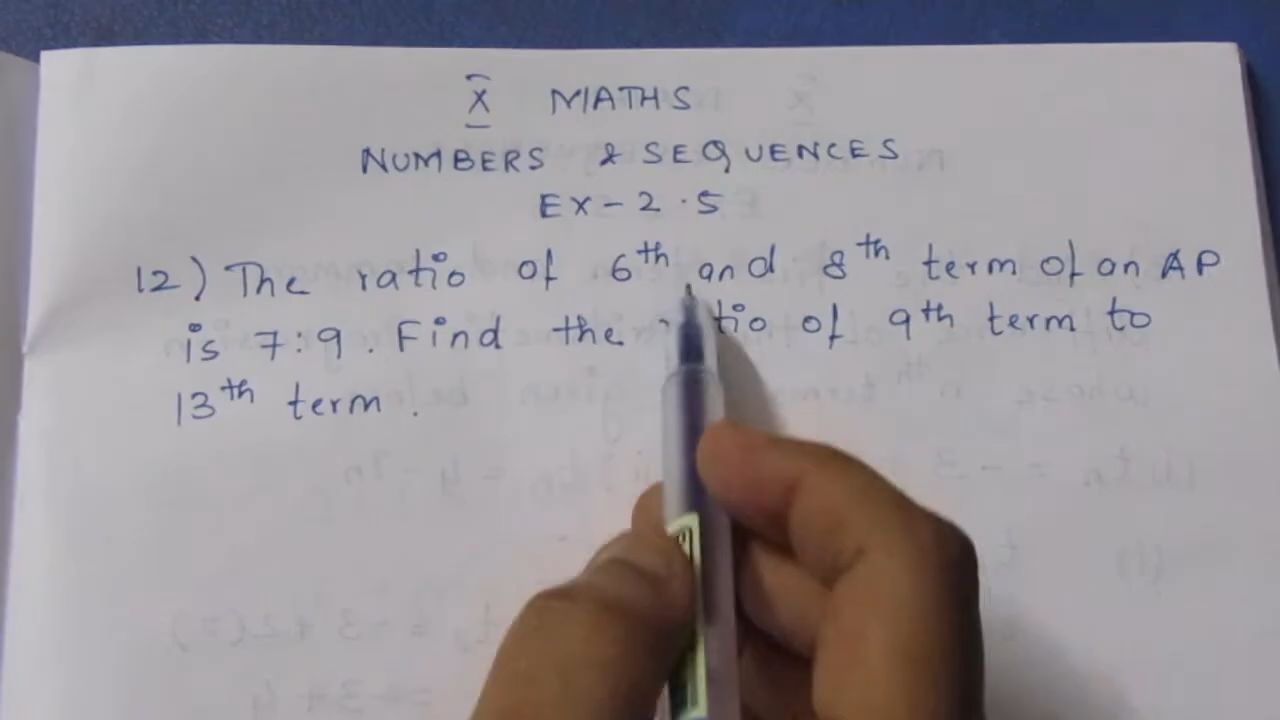 X MATHS
NUMBERS & SEQUENCES
EX-2.5
12) The ratio of 6th and 8th term of an AP
is 7:9. Find the of 9th term to
13th term.